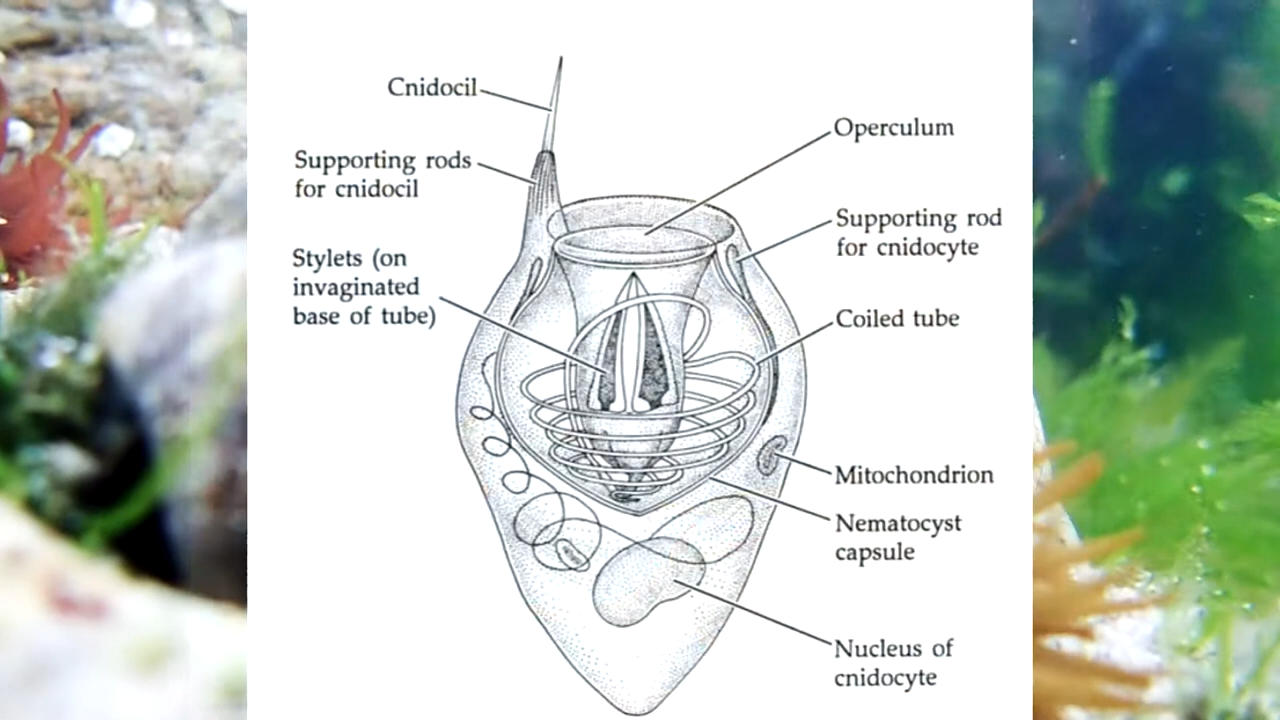 Cnidocil
Supporting rods
for cnidocil
Stylets (on
invaginated
base of tube)
Operculum
Supporting rod
for cnidocyte
Coiled tube
Mitochondrion
Nematocyst
capsule
Nucleus of
cnidocyte